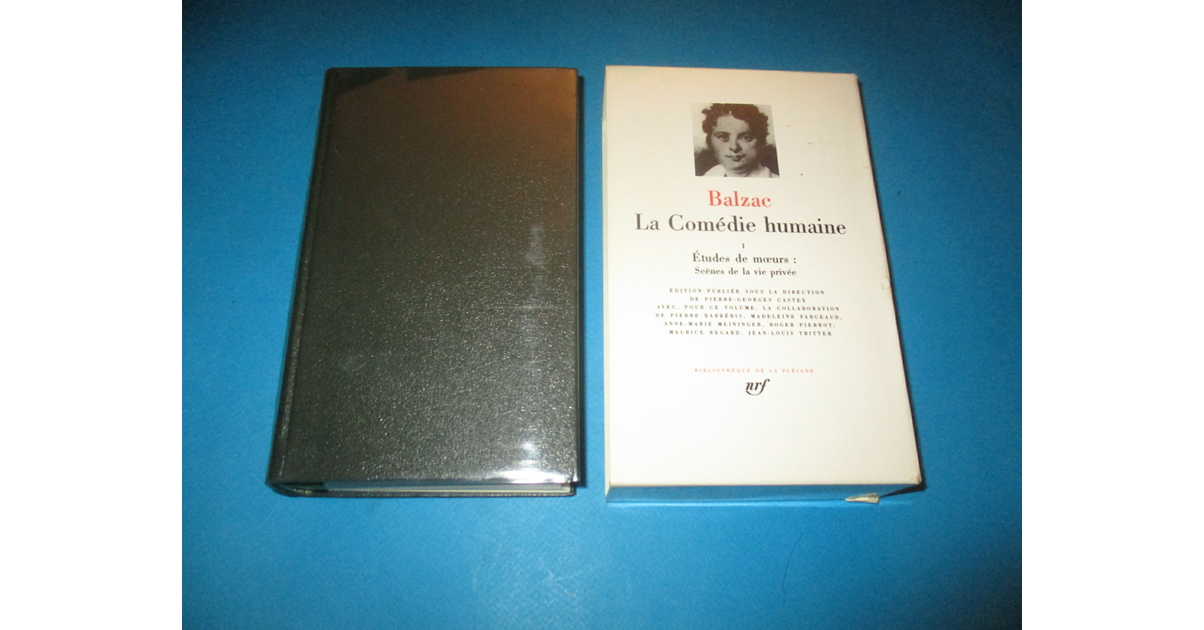 Balzac
La Comédie humaine
I
Études de mœurs :
Scènes de la vie privée
ÉDITION PUBLIÉE SOUS LA DIRECTION
DE PIERRE-GEORGES CASTEX
AVEC, POUR CE VOLUME, LA COLLABORATION
DE PIERRE BARBÉRIS, MADELEINE FARGEAUD,
ANNE-MARIE MEININGER, ROGER PIERROT,
MAURICE REGARD, JEAN-LOUIS TRITTER
BIBLIOTHÈQUE DE LA PLÉIADE
nrf